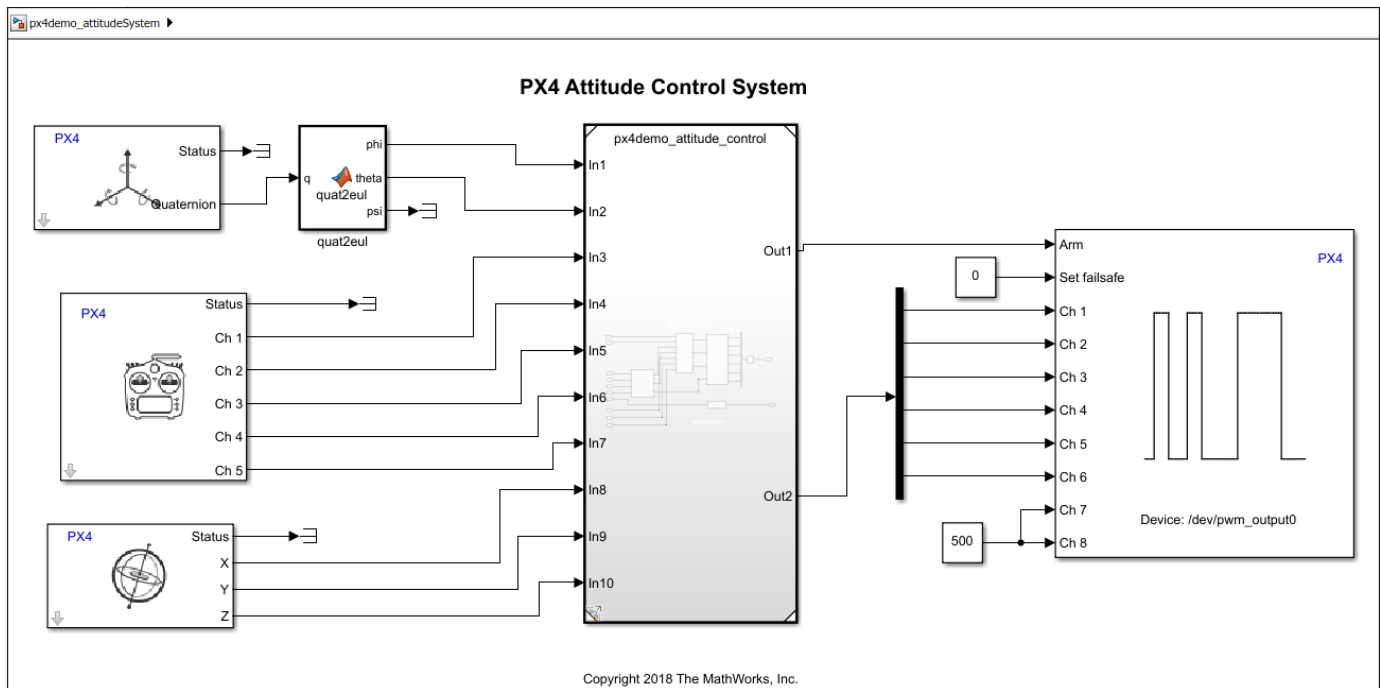 px4demo_attitudeSystem
PX4 Attitude Control System
PX4
Status
Quaternion
q
quat2eul
phi
theta
psi
quat2eul
PX4
Status
Ch 1
Ch 2
Ch 3
Ch 4
Ch 5
PX4
Status
X
Y
Z
px4demo_attitude_control
In1
In2
In3
In4
In5
In6
In7
In8
In9
In10
Out1
Out2
0
500
Arm
Set failsafe
Ch 1
Ch 2
Ch 3
Ch 4
Ch 5
Ch 6
Ch 7
Ch 8
PX4
Device: /dev/pwm_output0
Copyright 2018 The MathWorks, Inc.